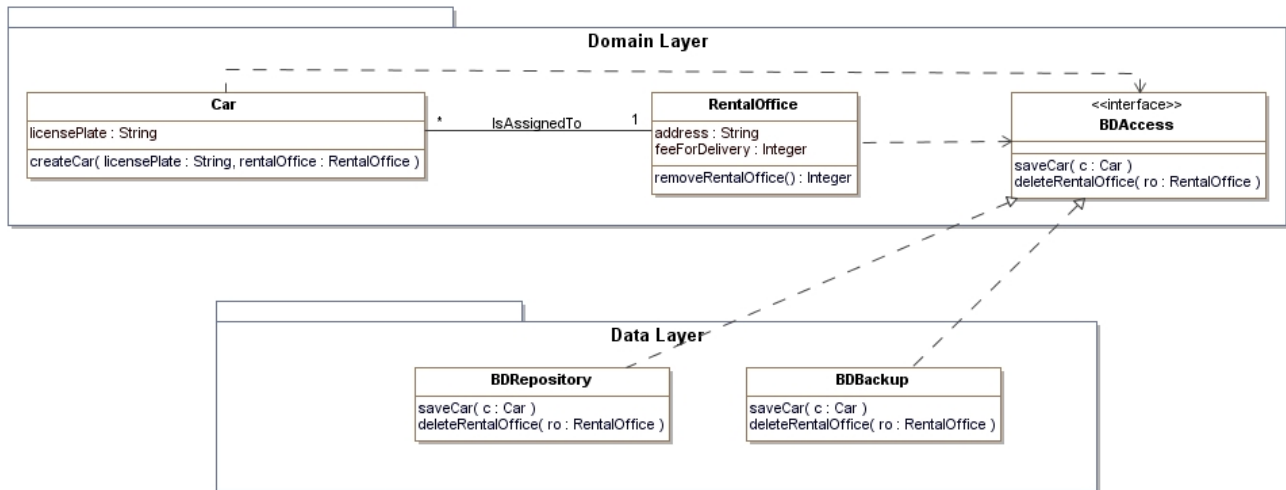 Domain Layer
Car
licensePlate : String
createCar( licensePlate : String, rentalOffice : RentalOffice )
* IsAssignedTo 1
RentalOffice
address : String
feeForDelivery : Integer
removeRentalOffice() : Integer
<<interface>>
BDAccess
saveCar( c : Car )
deleteRentalOffice( ro : RentalOffice )
Data Layer
BDRepository
saveCar( c : Car )
deleteRentalOffice( ro : RentalOffice )
BDBackup
saveCar( c : Car )
deleteRentalOffice( ro : RentalOffice )